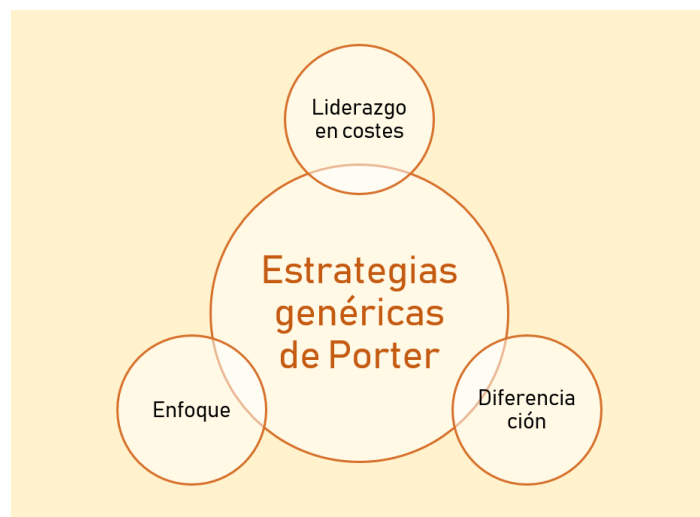 Liderazgo
en costes
Estrategias
genéricas
de Porter
Enfoque
Diferencia
ción